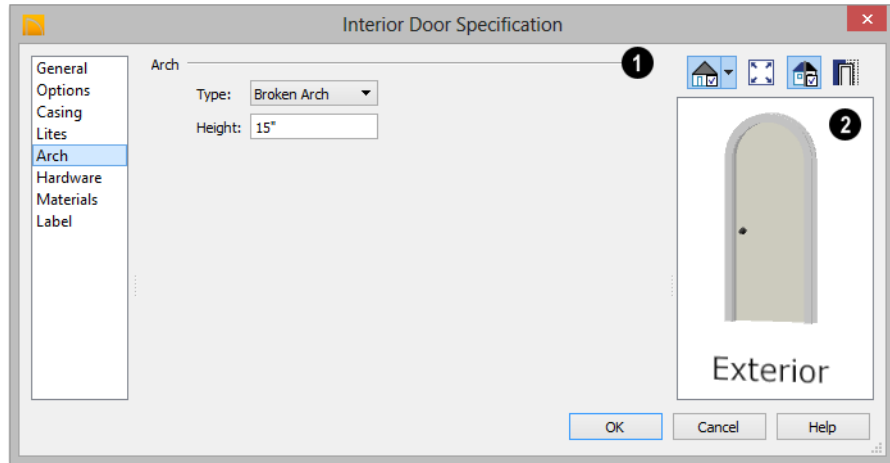 Interior Door Specification
General
Options
Casing
Lites
Arch
Hardware
Materials
Label
Arch
1
Type: Broken Arch
Height: 15"
2
Exterior
OK Cancel Help